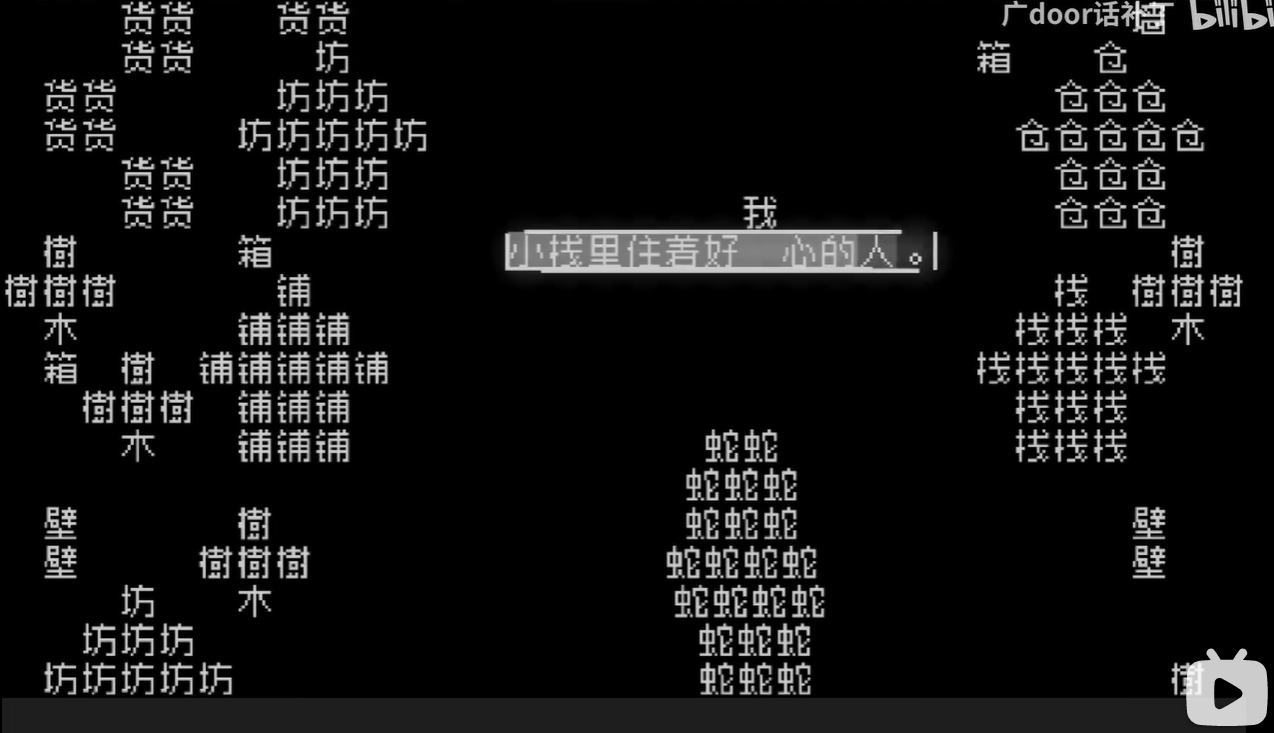 广door话补 墙 bilibi
货货 货货
货货 坊 箱 仓
货货 坊坊坊 仓仓仓
货货 坊坊坊坊坊 仓仓仓仓仓
货货 坊坊坊 仓仓仓
货货 坊坊坊 我 仓仓仓
樹 箱 小栈里住着好 心的人。 樹
樹樹樹 铺 栈 樹樹樹
木 铺铺铺 栈栈栈 木
箱 樹 铺铺铺铺铺 栈栈栈栈栈
樹樹樹 铺铺铺 栈栈栈
木 铺铺铺 蛇蛇 栈栈栈
蛇蛇蛇
壁 樹 蛇蛇蛇 壁
壁 樹樹樹 蛇蛇蛇蛇 壁
坊 木 蛇蛇蛇蛇
坊坊坊 蛇蛇蛇
坊坊坊坊坊 蛇蛇蛇 樹